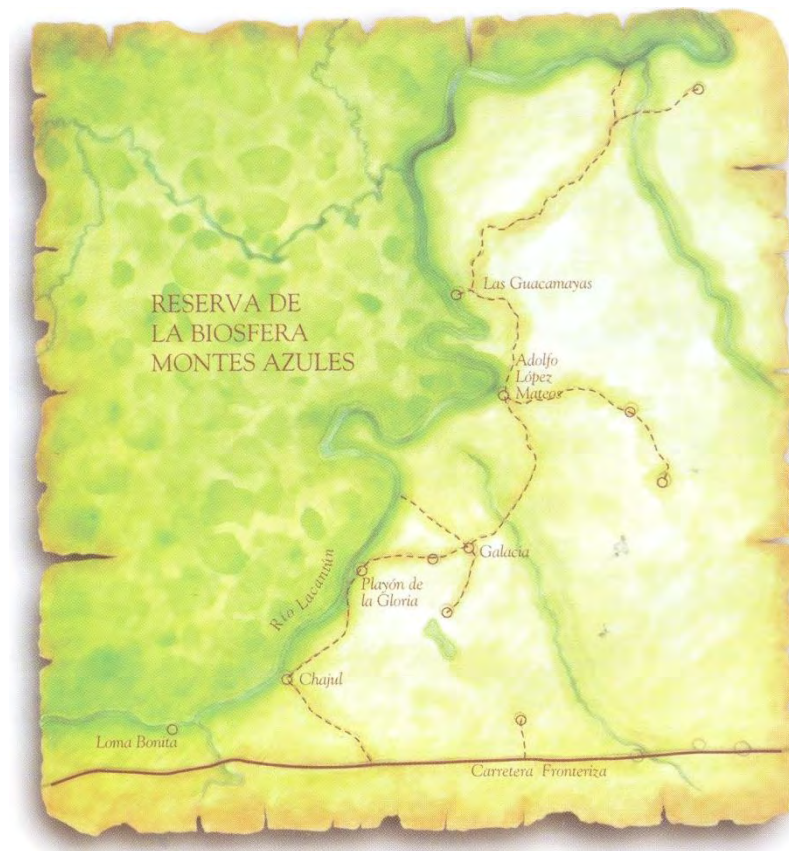 Las Guacamayas
RESERVA DE
LA BIOSFERA
MONTES AZULES
Adolfo
López
Mateos
Río Lacantún
Galacia
Playón de
la Gloria
Chajul
Loma Bonita
Carretera Fronteriza